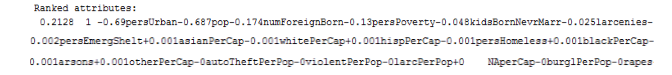 Ranked attributes:
0.2128 1 -0.69persUrban-0.687pop-0.174numForeignBorn-0.13persPoverty-0.048kidsBornNevrMarr-0.025larcenies-
0.002persEmergShelt+0.001asianPerCap-0.001whitePerCap+0.001hispPerCap-0.001persHomeless+0.001blackPerCap-
0.001arsons+0.001otherPerCap-0autoTheftPerPop-0violentPerPop-0larcPerPop+0 NAperCap-0burglPerPop-0rapes